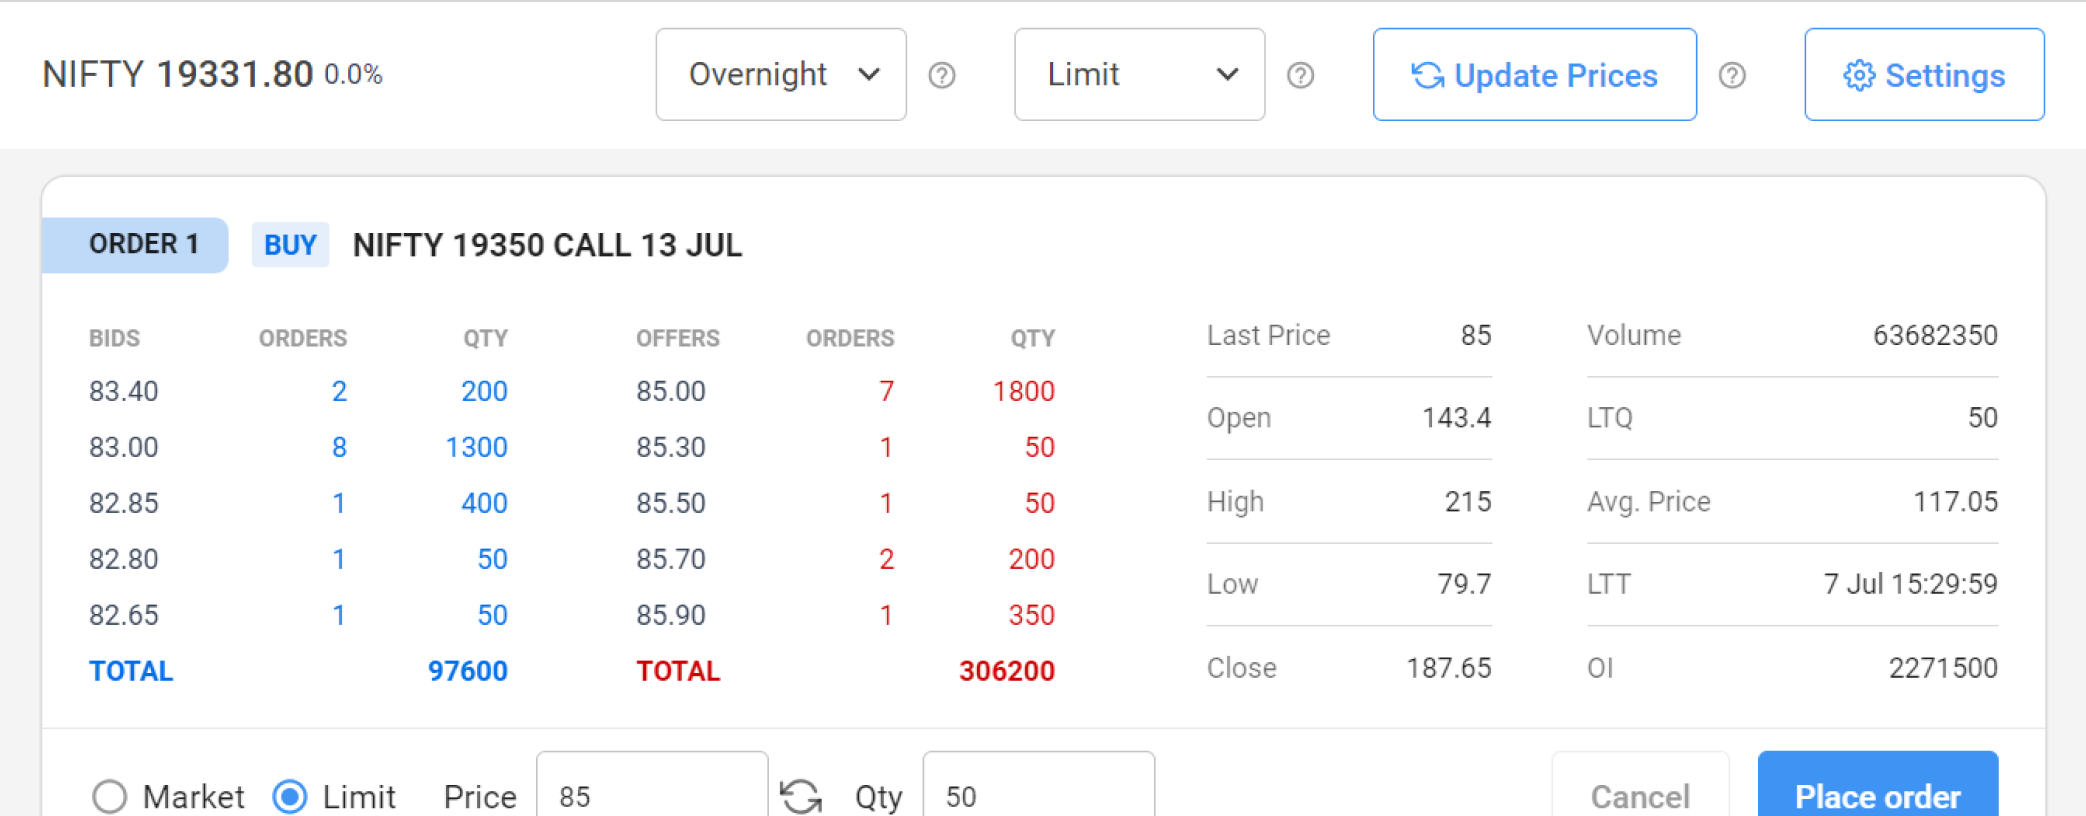 NIFTY 19331.80 0.0% Overnight Limit Update Prices Settings
ORDER 1 BUY NIFTY 19350 CALL 13 JUL
BIDS ORDERS QTY OFFERS ORDERS QTY Last Price 85 Volume 63682350
83.40 2 200 85.00 7 1800
83.00 8 1300 85.30 1 50 Open 143.4 LTQ 50
82.85 1 400 85.50 1 50 High 215 Avg. Price 117.05
82.80 1 50 85.70 2 200 Low 79.7 LTT 7 Jul 15:29:59
82.65 1 50 85.90 1 350
TOTAL 97600 TOTAL 306200 Close 187.65 OI 2271500
Market Limit Price 85 Qty 50 Cancel Place order